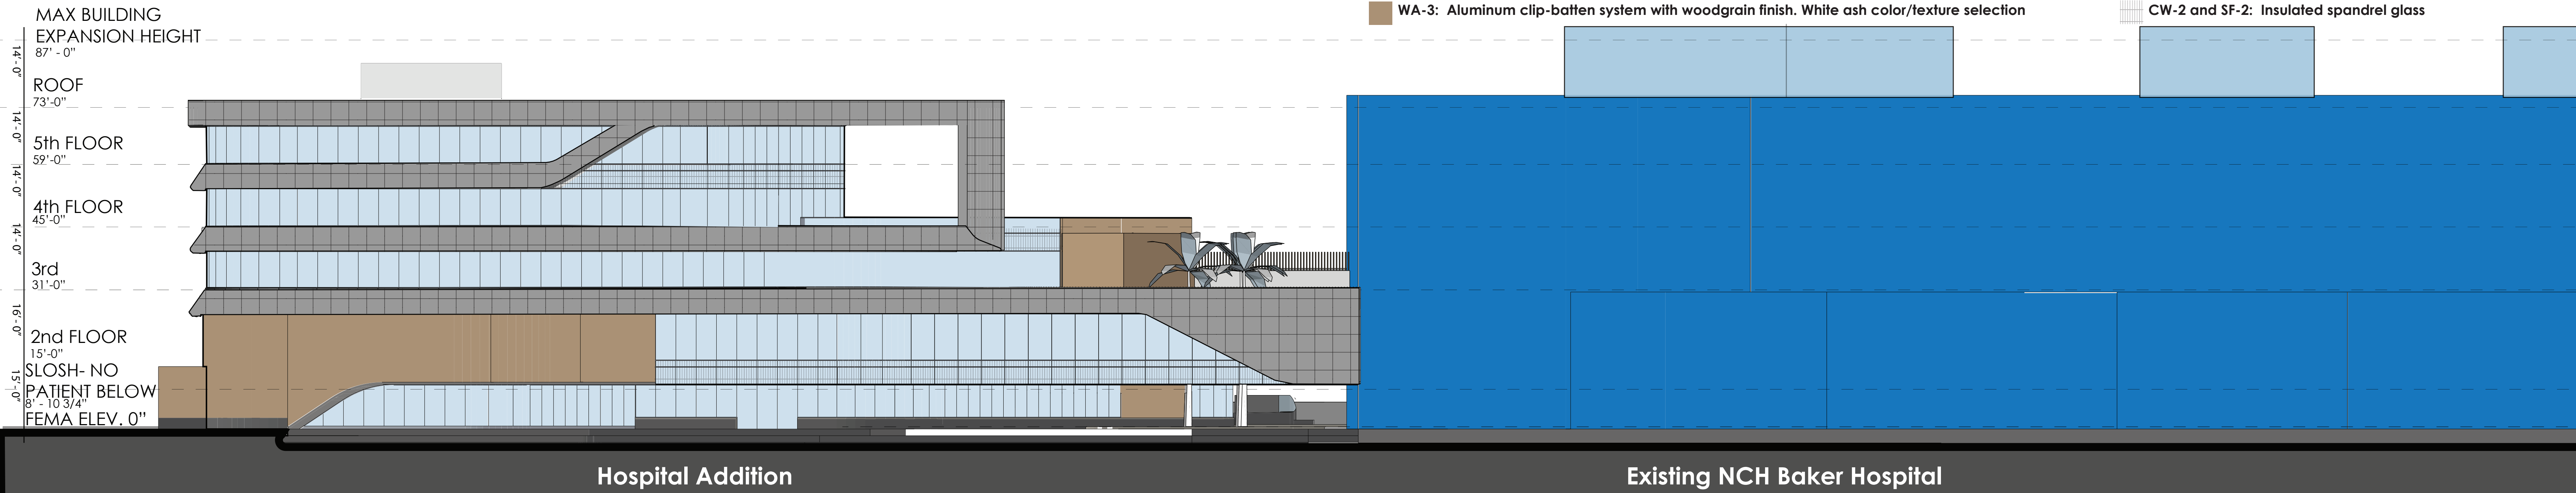 MAX BUILDING
EXPANSION HEIGHT
87' - 0"
WA-3: Aluminum clip-batten system with woodgrain finish. White ash color/texture selection
CW-2 and SF-2: Insulated spandrel glass
14' - 0"
ROOF
73'-0"
14' - 0"
5th FLOOR
59'-0"
14' - 0"
4th FLOOR
45'-0"
14' - 0"
3rd
31'-0"
16' - 0"
2nd FLOOR
15'-0"
SLOSH- NO
PATIENT BELOW
8' - 10 3/4"
15' - 0"
FEMA ELEV. 0"
Hospital Addition
Existing NCH Baker Hospital